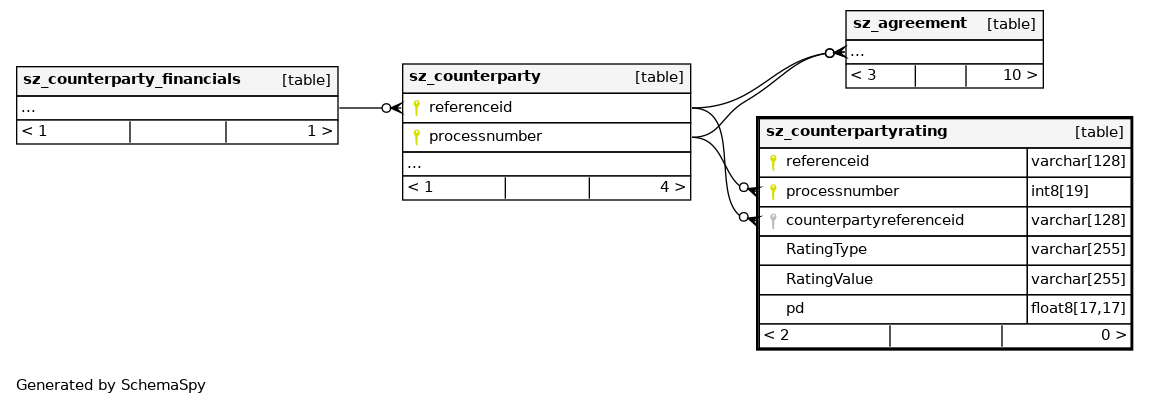 sz_agreement [table]
...
< 3 10 >
sz_counterparty_financials [table]
...
< 1 1 >
sz_counterparty [table]
referenceid
processnumber
...
< 1 4 >
sz_counterpartyrating [table]
referenceid varchar[128]
processnumber int8[19]
counterpartyreferenceid varchar[128]
RatingType varchar[255]
RatingValue varchar[255]
pd float8[17,17]
< 2 0 >
Generated by SchemaSpy